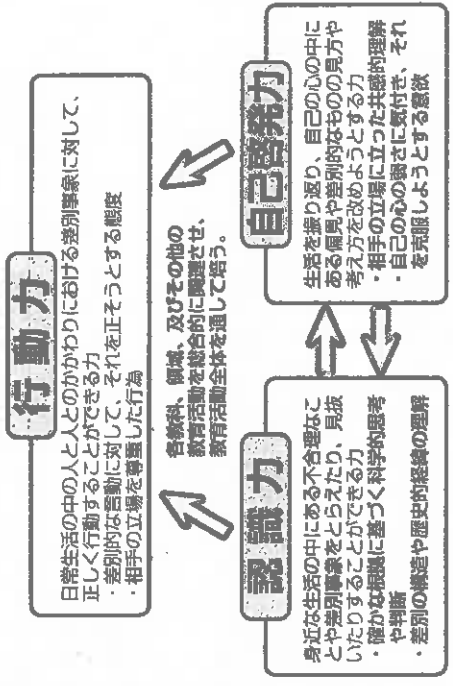 行動力
日常生活の中の人と人とのかかわりにおける差別事象に対して、
正しく行動することができる力
・差別的な言動に対して、それを正そうとする態度
・相手の立場を尊重した行為
各教科、領域、及びその他の
教育活動を総合的に関連させ、
教育活動全体を通して培う。
認識力
身近な生活の中にある不合理なこ
とや差別事象をとらえたり、見抜
いたりすることができる力
・確かな根拠に基づく科学的思考
や判断
・差別の構造や歴史的経緯の理解
自己啓発力
生活を振り返り、自己の心の中に
ある偏見や差別的なものの見方や
考え方を改めようとする力
・相手の立場に立った共感的理解
・自己の心の弱さに気付き、それ
を克服しようとする意欲